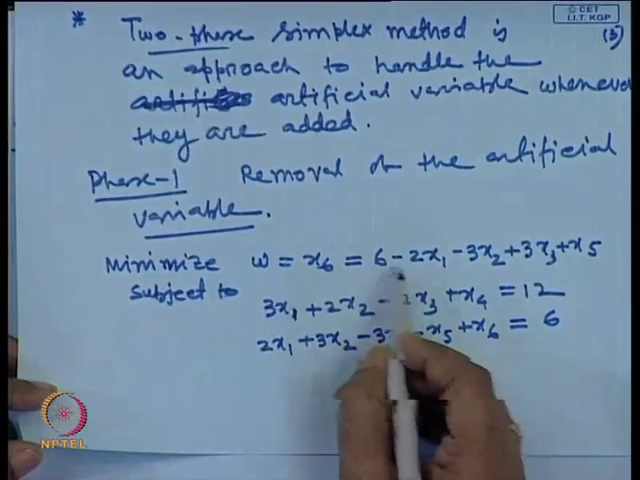 © CET
I.I.T. KGP
* Two-phase simplex method is (3)
an approach to handle the
artificial variable whenever
they are added.
Phase-1 Removal of the artificial
variable.
Minimize w = x₆ = 6 - 2x₁ - 3x₂ + 3x₃ + x₅
Subject to
3x₁ + 2x₂ - 2x₃ + x₄ = 12
2x₁ + 3x₂ - 3 - x₅ + x₆ = 6
NPTEL